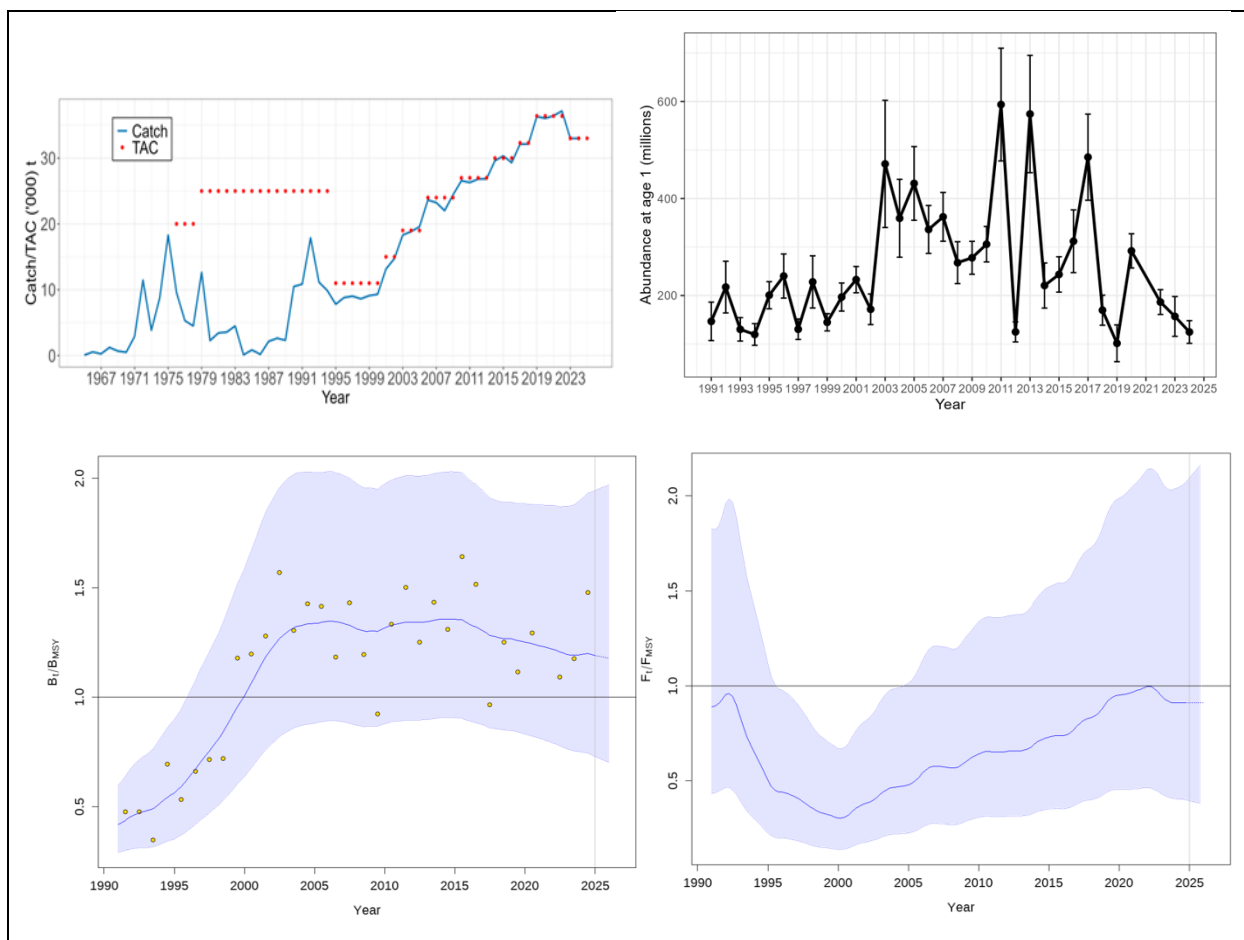 Catch/TAC ('000) t
0
10
20
30
Catch
TAC
1967 1971 1975 1979 1983 1987 1991 1995 1999 2003 2007 2011 2015 2019 2023
Year
Abundance at age 1 (millions)
600
400
200
1991 1993 1995 1997 1999 2001 2003 2005 2007 2009 2011 2013 2015 2017 2019 2021 2023 2025
Year
Bt/BMSY
2.0
1.5
1.0
0.5
1990 1995 2000 2005 2010 2015 2020 2025
Year
Ft/FMSY
2.0
1.5
1.0
0.5
1990 1995 2000 2005 2010 2015 2020 2025
Year